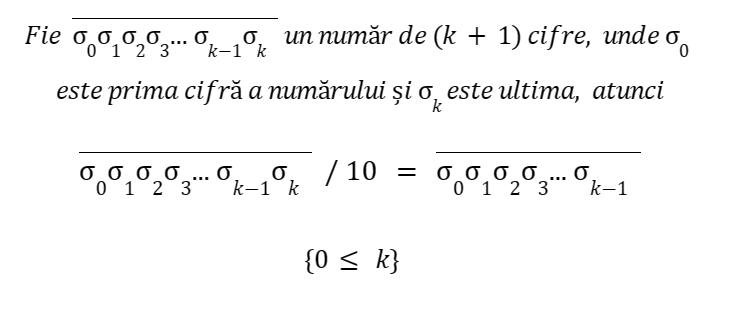 Fie σ₀σ₁σ₂σ₃... σₖ₋₁σₖ un număr de (k + 1) cifre, unde σ₀
este prima cifră a numărului și σₖ este ultima, atunci
σ₀σ₁σ₂σ₃... σₖ₋₁σₖ / 10 = σ₀σ₁σ₂σ₃... σₖ₋₁
{0 ≤ k}